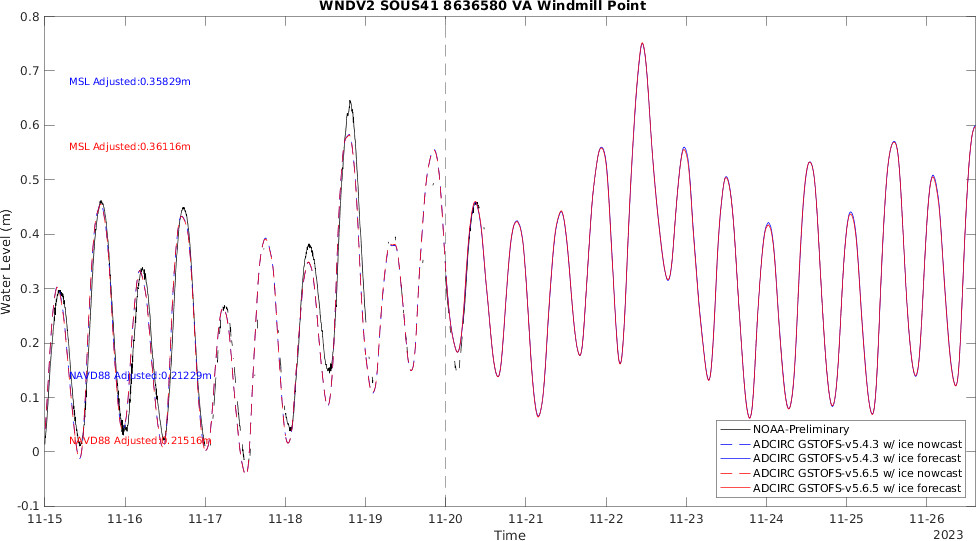 WNDV2 SOUS41 8636580 VA Windmill Point
0.8
0.7
0.6
0.5
0.4
0.3
0.2
0.1
0
-0.1
Water Level (m)
MSL Adjusted:0.35829m
MSL Adjusted:0.36116m
NAVD88 Adjusted:0.21229m
NAVD88 Adjusted:0.21516m
NOAA-Preliminary
ADCIRC GSTOFS-v5.4.3 w/ ice nowcast
ADCIRC GSTOFS-v5.4.3 w/ ice forecast
ADCIRC GSTOFS-v5.6.5 w/ ice nowcast
ADCIRC GSTOFS-v5.6.5 w/ ice forecast
11-15 11-16 11-17 11-18 11-19 11-20 11-21 11-22 11-23 11-24 11-25 11-26
Time
2023